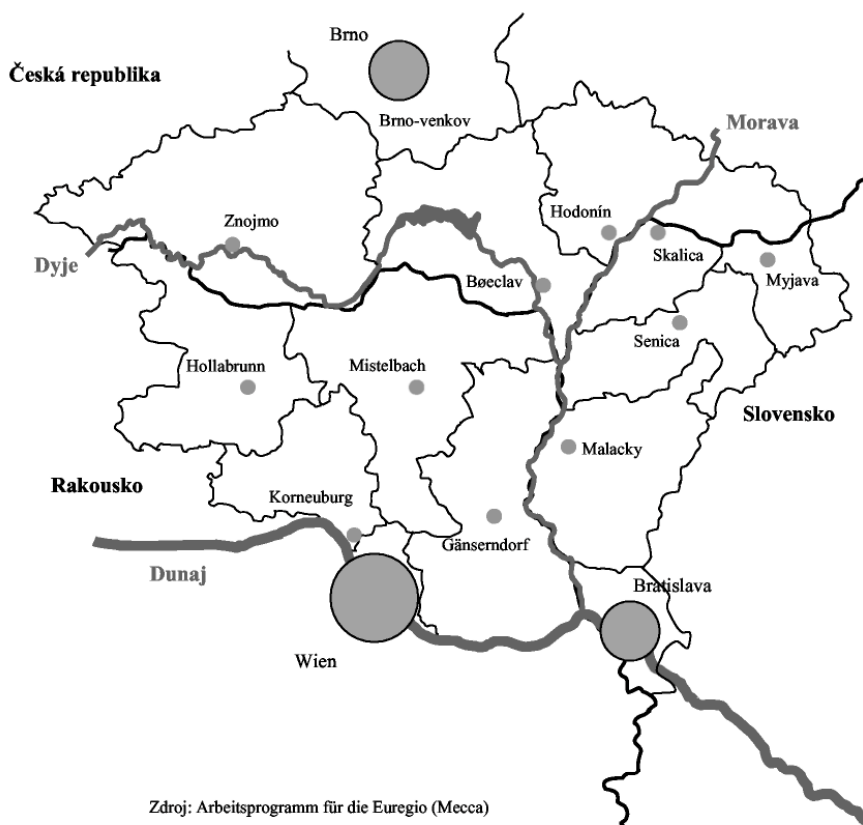 Brno
Česká republika
Brno-venkov
Morava
Znojmo
Hodonín
Skalica
Dyje
Bøeclav
Myjava
Senica
Hollabrunn
Mistelbach
Slovensko
Malacky
Rakousko
Korneuburg
Gänserndorf
Dunaj
Bratislava
Wien
Zdroj: Arbeitsprogramm für die Euregio (Mecca)